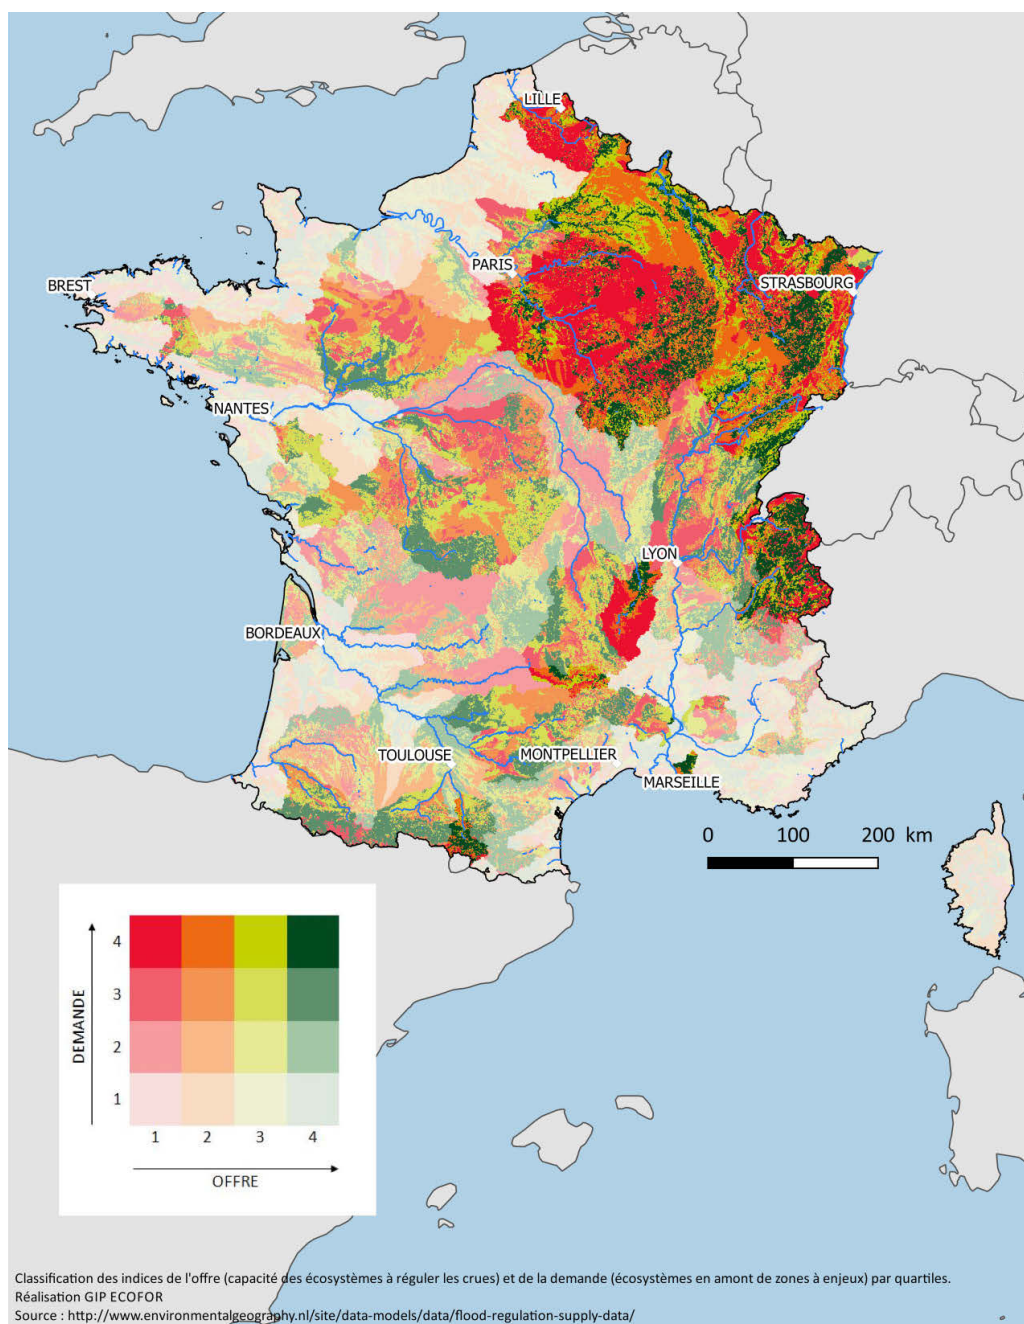 LILLE
PARIS
BREST
STRASBOURG
NANTES
LYON
BORDEAUX
TOULOUSE
MONTPELLIER
MARSEILLE
0 100 200 km
DEMANDE
4
3
2
1
1 2 3 4
OFFRE
Classification des indices de l'offre (capacité des écosystèmes à réguler les crues) et de la demande (écosystèmes en amont de zones à enjeux) par quartiles.
Réalisation GIP ECOFOR
Source : http://www.environmentalgeography.nl/site/data-models/data/flood-regulation-supply-data/